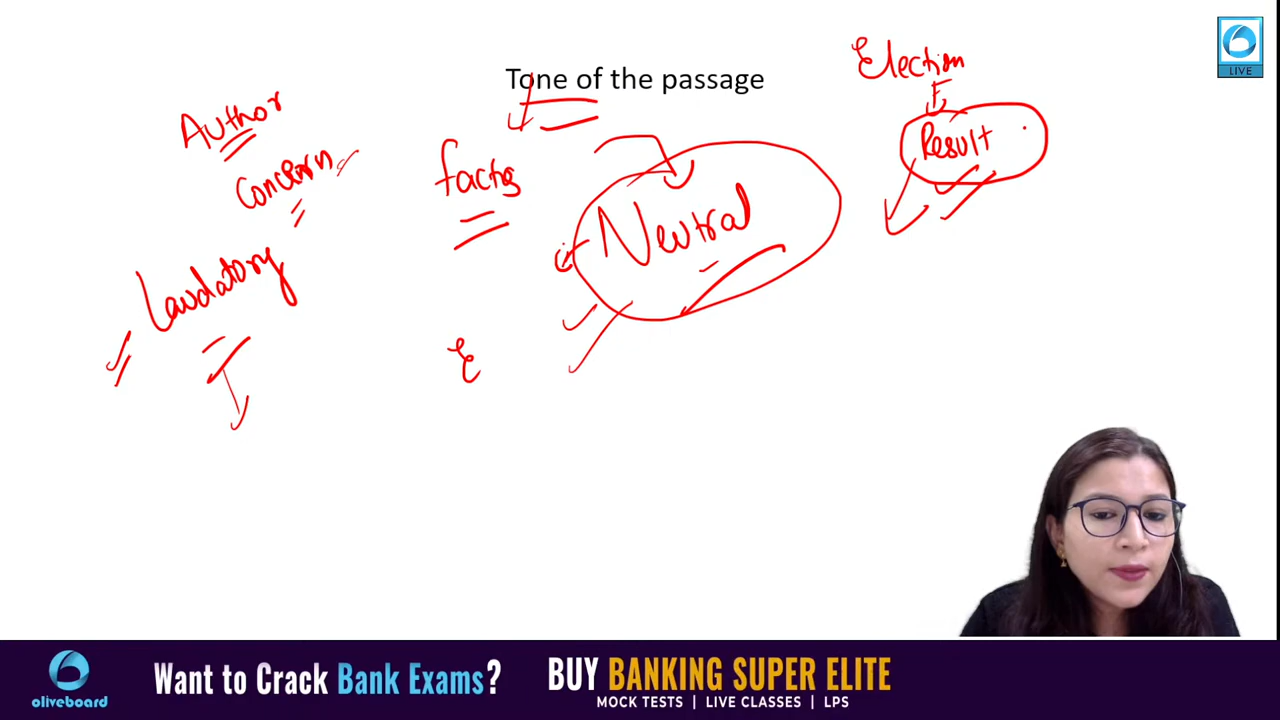 Tone of the passage
Election
Result
LIVE
Author
Concern
facts
Neutral
Laudatory
E
oliveboard
Want to Crack Bank Exams?
BUY BANKING SUPER ELITE
MOCK TESTS | LIVE CLASSES | LPS